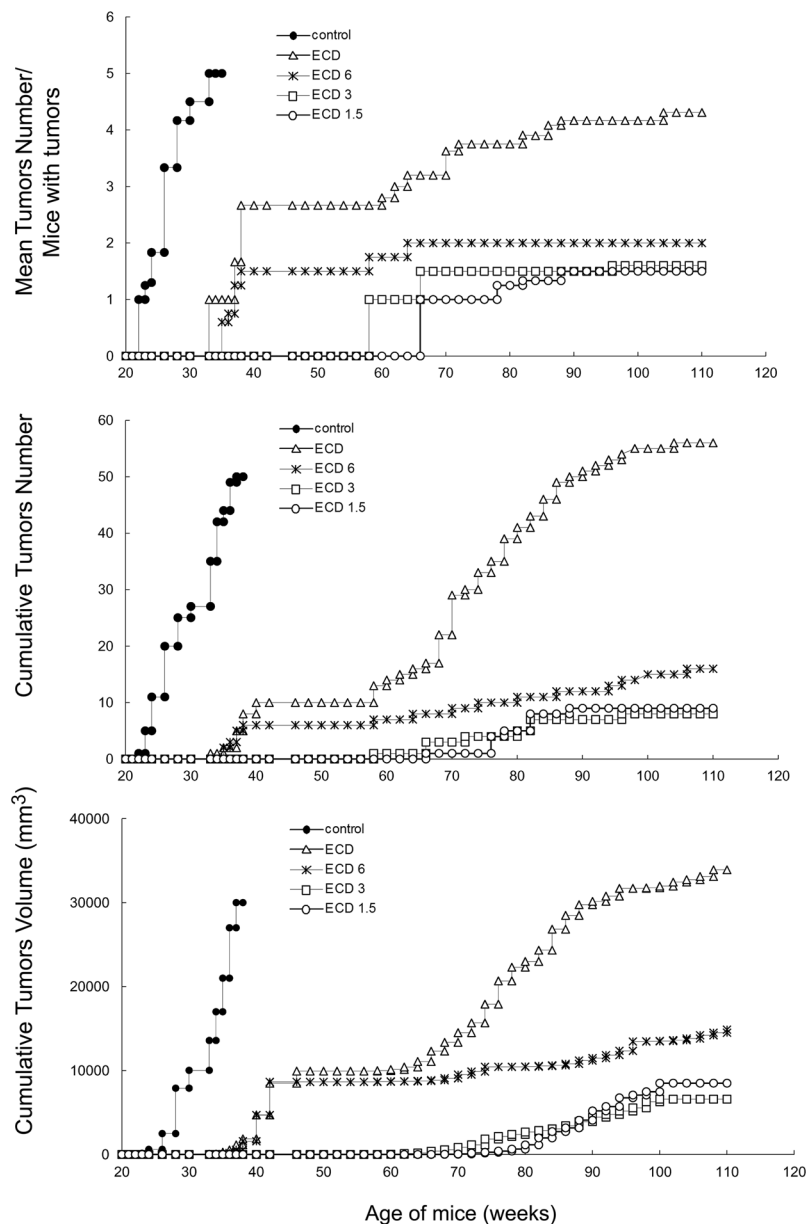 Mean Tumors Number/
Mice with tumors
6
5
4
3
2
1
0
control
ECD
ECD 6
ECD 3
ECD 1.5
20 30 40 50 60 70 80 90 100 110 120
Cumulative Tumors Number
60
50
40
30
20
10
0
control
ECD
ECD 6
ECD 3
ECD 1.5
20 30 40 50 60 70 80 90 100 110 120
Cumulative Tumors Volume (mm³)
40000
30000
20000
10000
0
control
ECD
ECD 6
ECD 3
ECD 1.5
20 30 40 50 60 70 80 90 100 110 120
Age of mice (weeks)